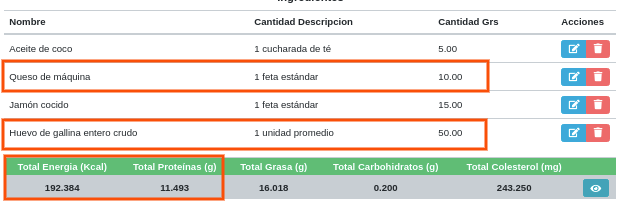 Nombre Cantidad Descripcion Cantidad Grs Acciones
Aceite de coco 1 cucharada de té 5.00
Queso de máquina 1 feta estándar 10.00
Jamón cocido 1 feta estándar 15.00
Huevo de gallina entero crudo 1 unidad promedio 50.00
Total Energia (Kcal) Total Proteínas (g) Total Grasa (g) Total Carbohidratos (g) Total Colesterol (mg)
192.384 11.493 16.018 0.200 243.250